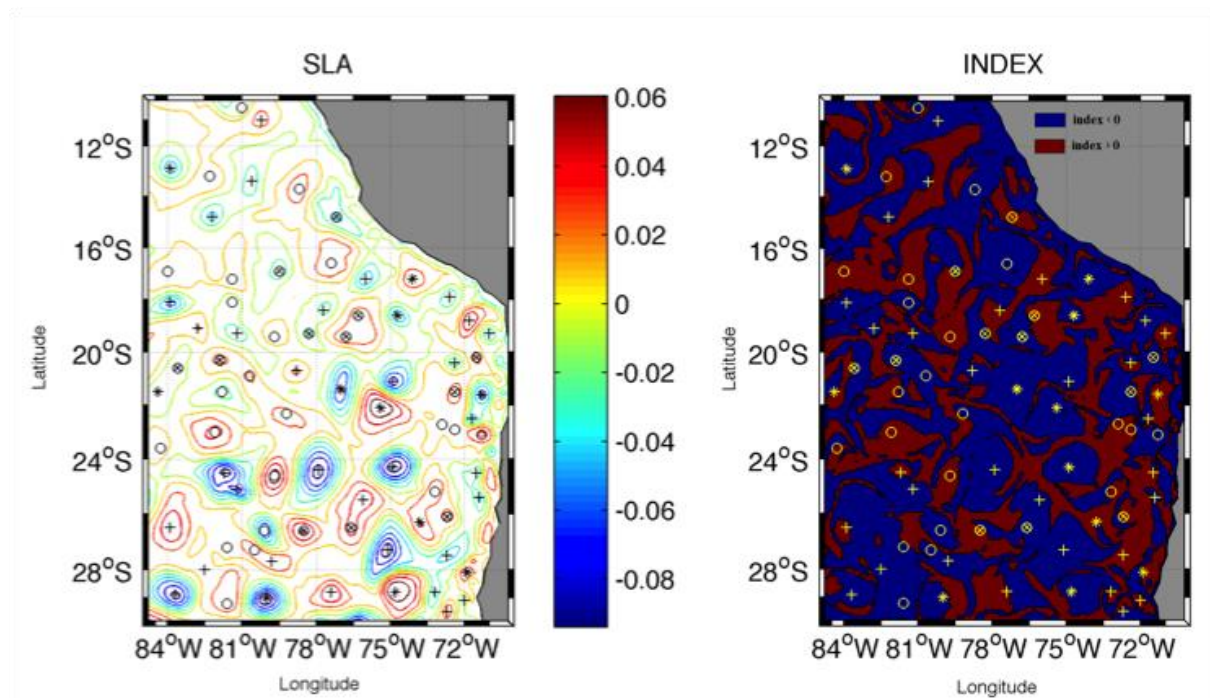 SLA
12°S
16°S
20°S
24°S
28°S
Latitude
84°W 81°W 78°W 75°W 72°W
Longitude
0.06
0.04
0.02
0
-0.02
-0.04
-0.06
-0.08
INDEX
index < 0
index > 0
12°S
16°S
20°S
24°S
28°S
Latitude
84°W 81°W 78°W 75°W 72°W
Longitude